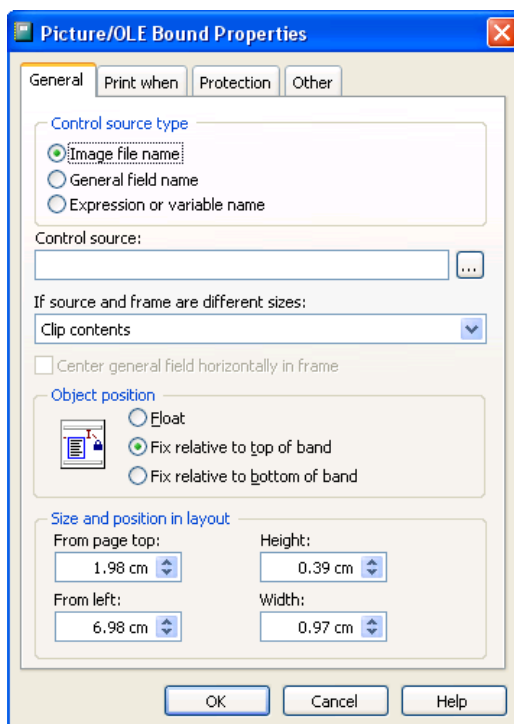 Picture/OLE Bound Properties
General Print when Protection Other
Control source type
Image file name
General field name
Expression or variable name
Control source:
...
If source and frame are different sizes:
Clip contents
Center general field horizontally in frame
Object position
Float
Fix relative to top of band
Fix relative to bottom of band
Size and position in layout
From page top: Height:
1.98 cm 0.39 cm
From left: Width:
6.98 cm 0.97 cm
OK Cancel Help